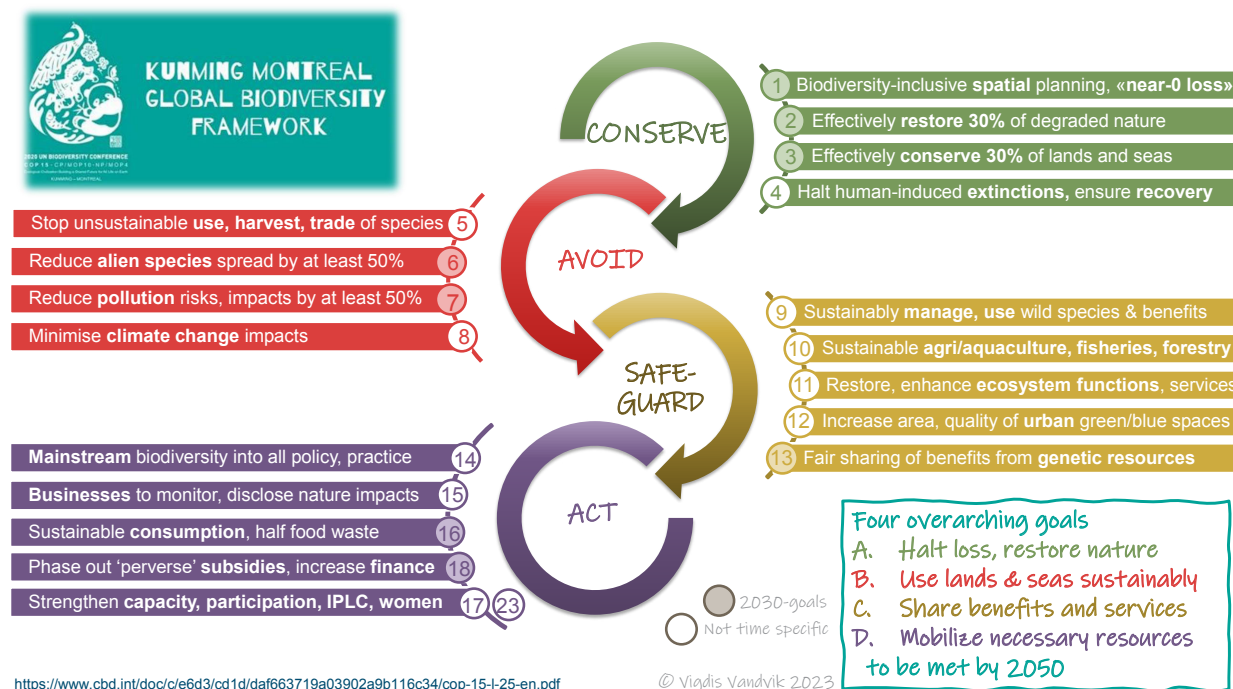 KUNMING MONTREAL
GLOBAL BIODIVERSITY
FRAMEWORK
2020 UN BIODIVERSITY CONFERENCE
COP15-CP/MOP10-NP/MOP4
KUNMING – MONTREAL
CONSERVE
1 Biodiversity-inclusive spatial planning, «near-0 loss»
2 Effectively restore 30% of degraded nature
3 Effectively conserve 30% of lands and seas
4 Halt human-induced extinctions, ensure recovery
AVOID
Stop unsustainable use, harvest, trade of species 5
Reduce alien species spread by at least 50% 6
Reduce pollution risks, impacts by at least 50% 7
Minimise climate change impacts 8
SAFE-
GUARD
9 Sustainably manage, use wild species & benefits
10 Sustainable agri/aquaculture, fisheries, forestry
11 Restore, enhance ecosystem functions, services
12 Increase area, quality of urban green/blue spaces
13 Fair sharing of benefits from genetic resources
ACT
Mainstream biodiversity into all policy, practice 14
Businesses to monitor, disclose nature impacts 15
Sustainable consumption, half food waste 16
Phase out ‘perverse’ subsidies, increase finance 18
Strengthen capacity, participation, IPLC, women 17 23
2030-goals
Not time specific
Four overarching goals
A. Halt loss, restore nature
B. Use lands & seas sustainably
C. Share benefits and services
D. Mobilize necessary resources
to be met by 2050
https://www.cbd.int/doc/c/e6d3/cd1d/daf663719a03902a9b116c34/cop-15-l-25-en.pdf
© Vigdis Vandvik 2023